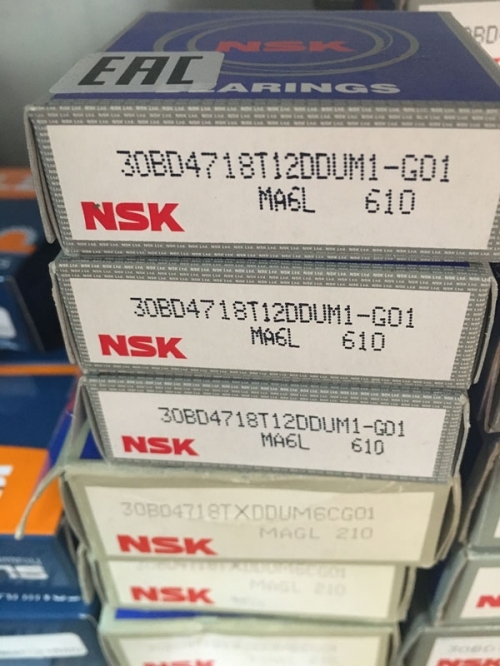 NSK
EAC
BEARINGS
30BD4718T12DDUM1-G01
MA6L 610
NSK
30BD4718T12DDUM1-G01
MA6L 610
NSK
30BD4718T12DDUM1-G01
MA6L 610
NSK
30BD4718TXDDUM6CG01
MAGL 210
NSK
NSK